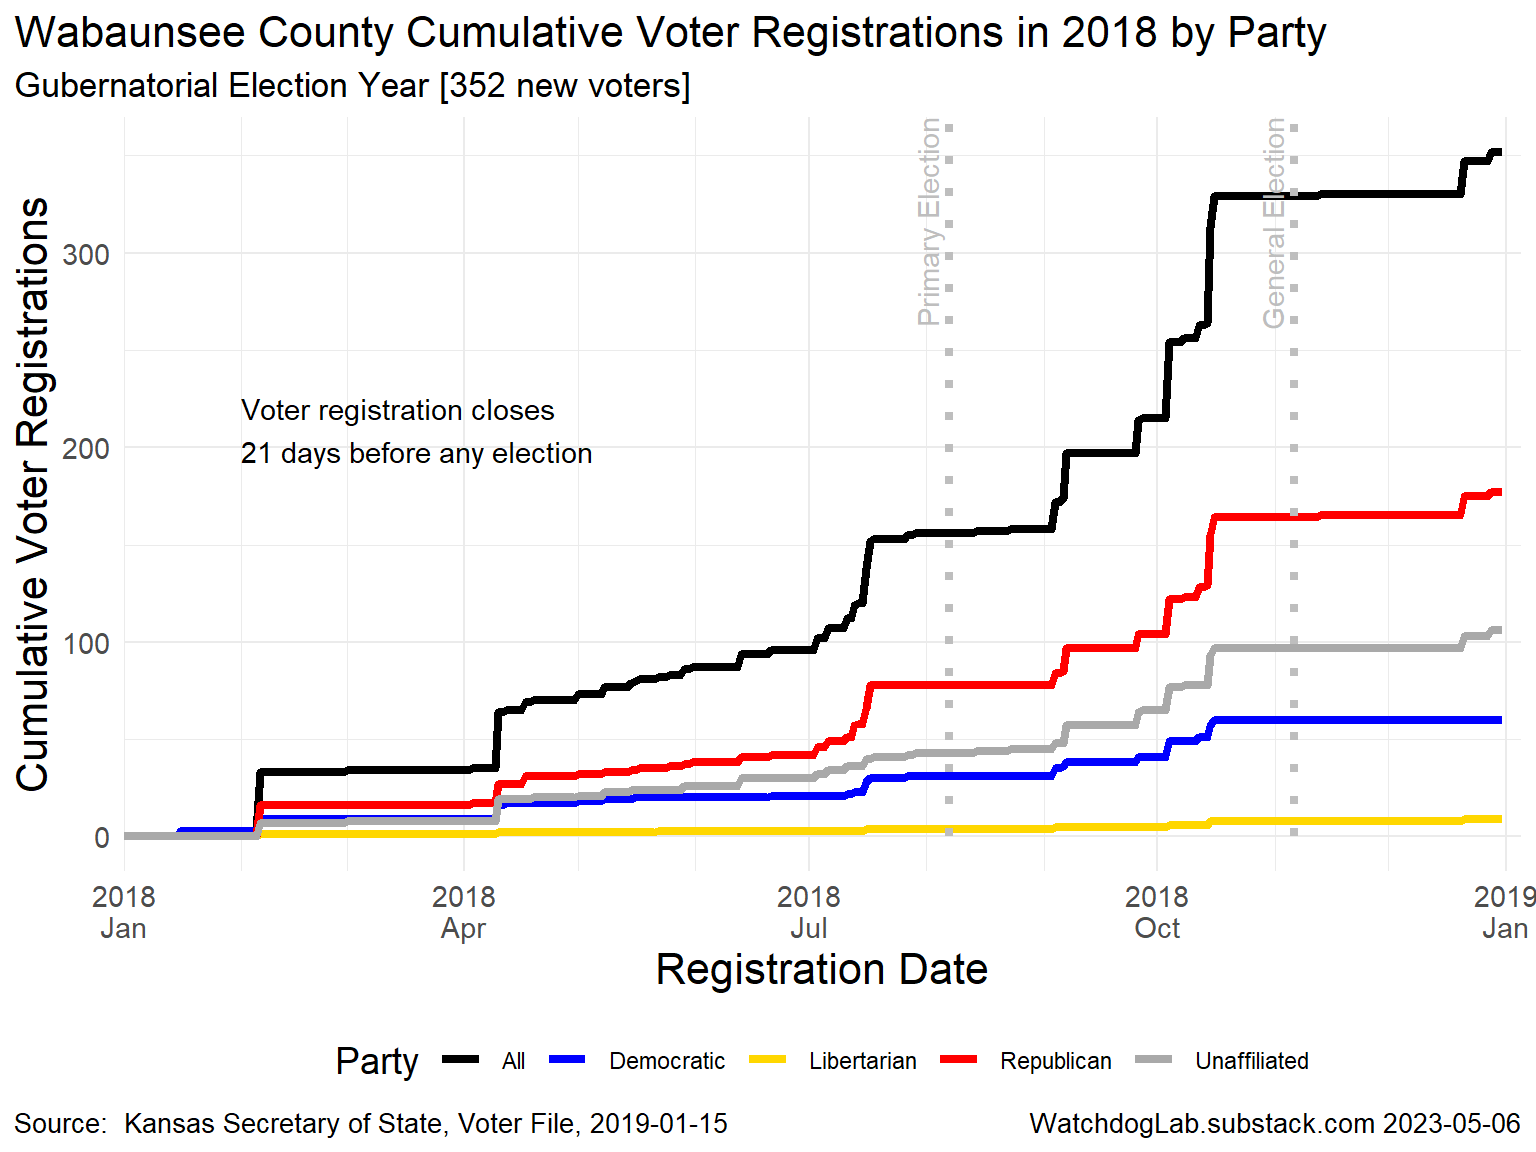 Wabaunsee County Cumulative Voter Registrations in 2018 by Party
Gubernatorial Election Year [352 new voters]
Cumulative Voter Registrations
300
200
100
0
Primary Election
General Election
Voter registration closes
21 days before any election
2018 2018 2018 2018 2019
Jan Apr Jul Oct Jan
Registration Date
Party All Democratic Libertarian Republican Unaffiliated
Source:  Kansas Secretary of State, Voter File, 2019-01-15
WatchdogLab.substack.com 2023-05-06